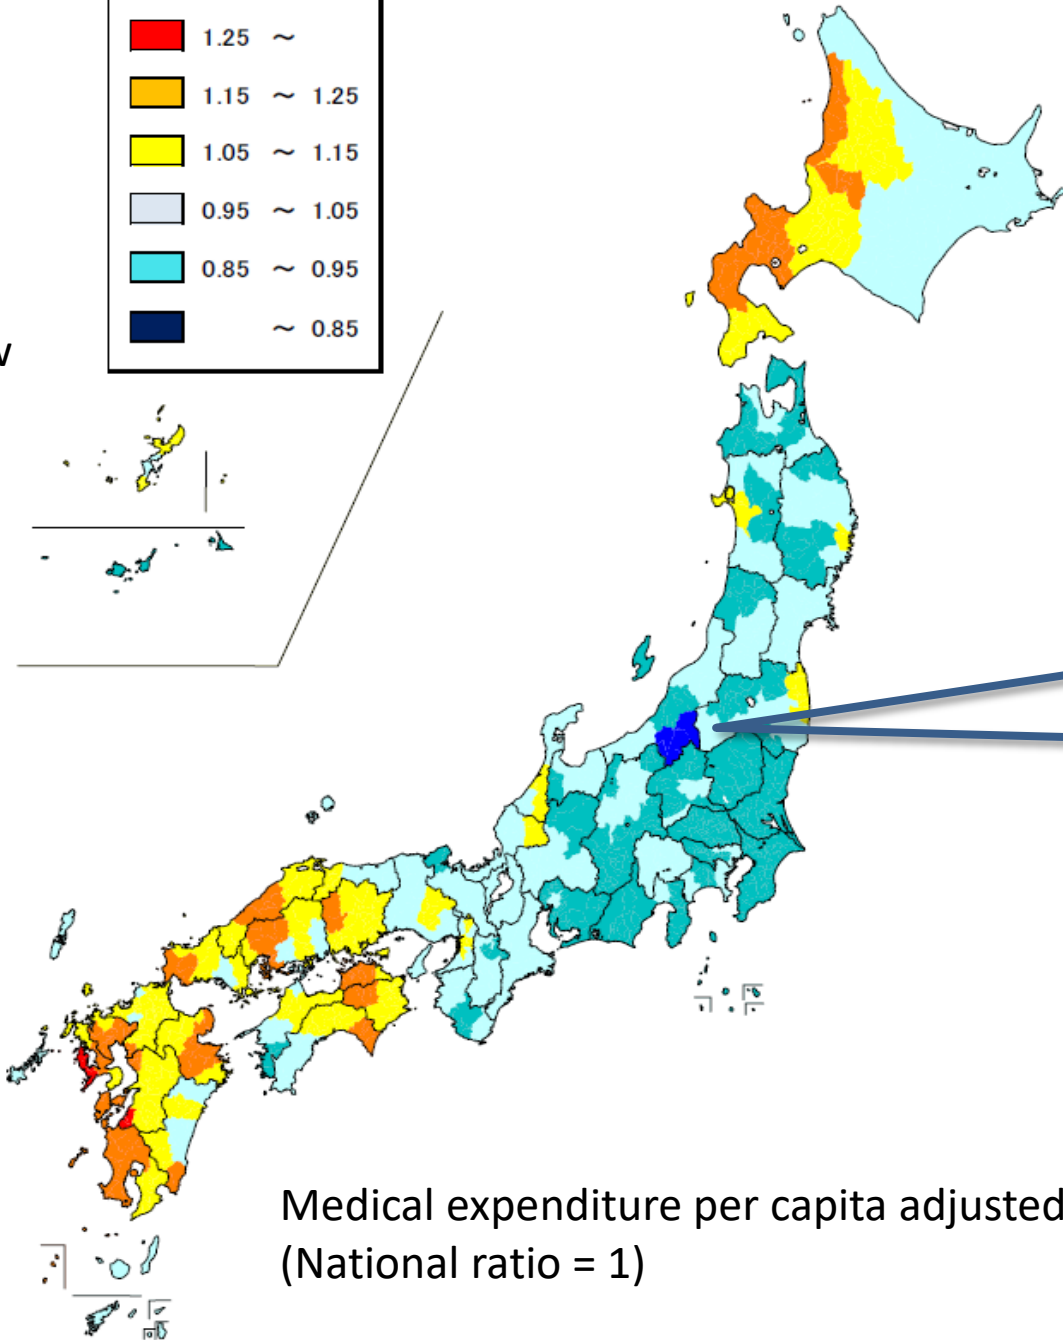 1.25 ~
1.15 ~ 1.25
1.05 ~ 1.15
0.95 ~ 1.05
0.85 ~ 0.95
~ 0.85
Medical expenditure per capita adjusted
(National ratio = 1)